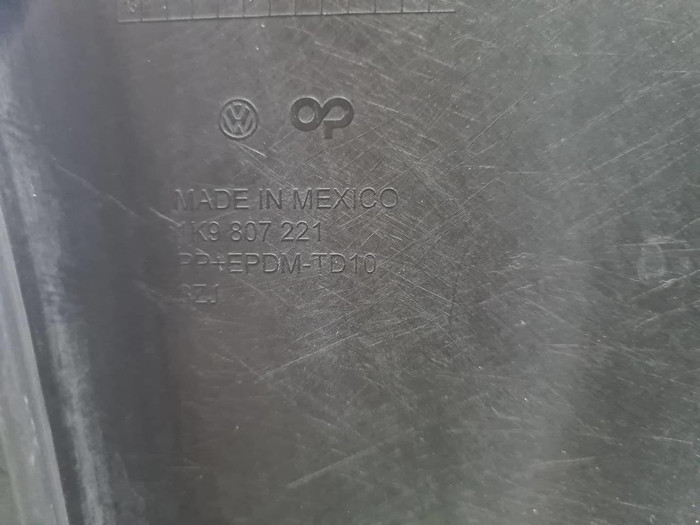 MADE IN MEXICO
1K9 807 221
PP+EPDM-TD10